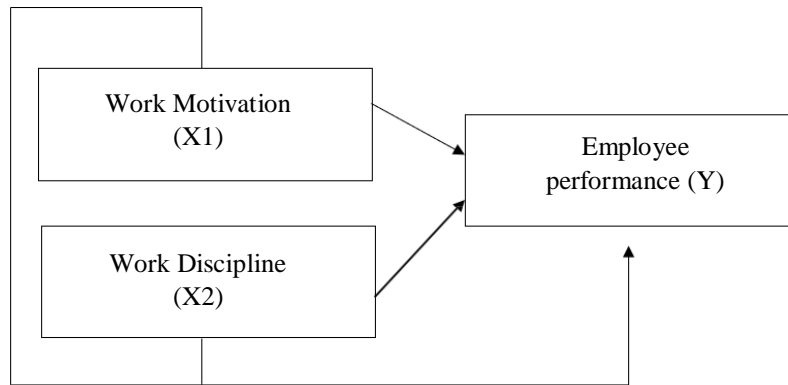 Work Motivation
(X1)
Employee
performance (Y)
Work Discipline
(X2)